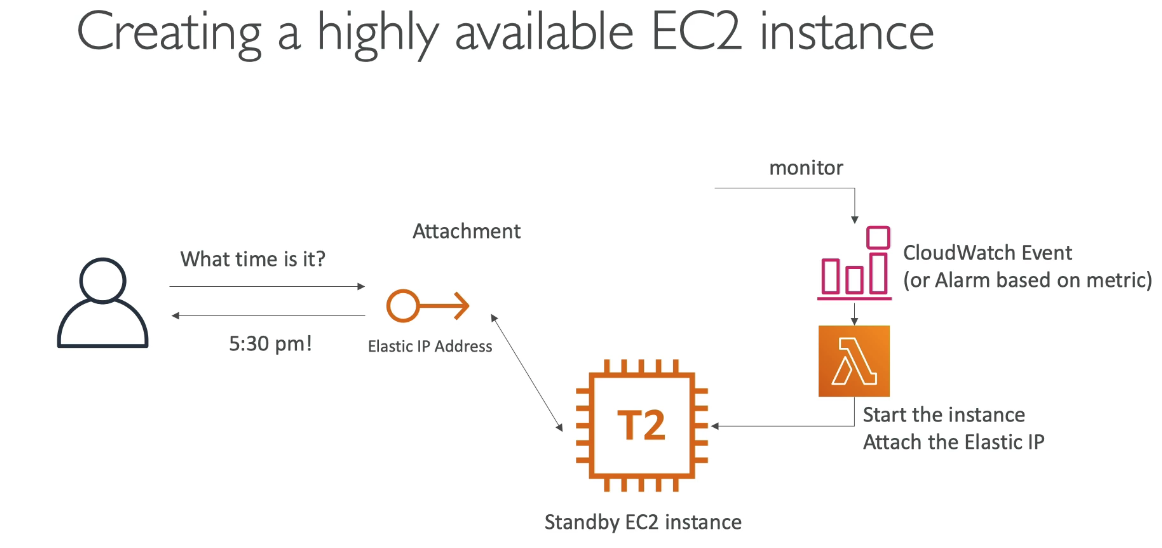 Creating a highly available EC2 instance
monitor
Attachment
What time is it?
CloudWatch Event
(or Alarm based on metric)
5:30 pm!
Elastic IP Address
T2
Start the instance
Attach the Elastic IP
Standby EC2 instance